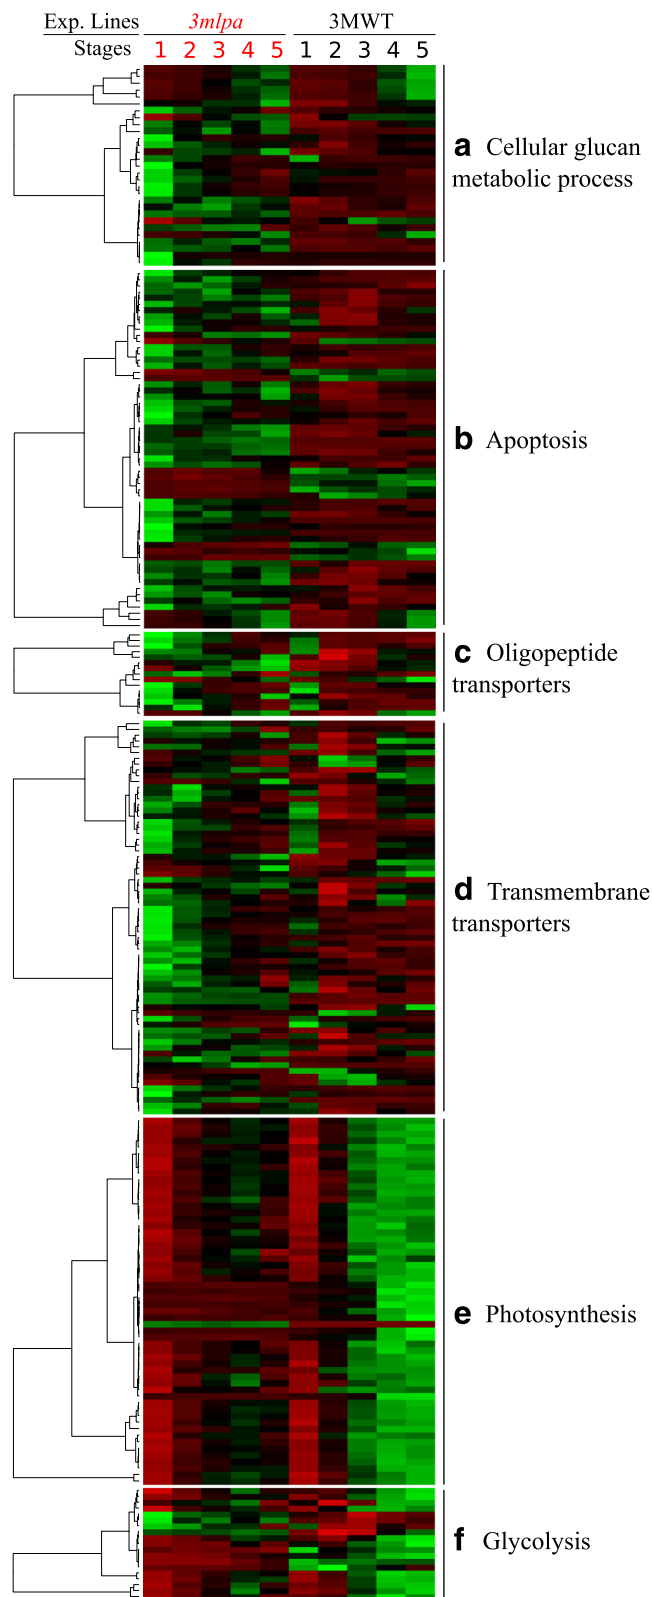 Exp. Lines 3mlpa 3MWT
Stages 1 2 3 4 5 1 2 3 4 5
a Cellular glucan
metabolic process
b Apoptosis
c Oligopeptide
transporters
d Transmembrane
transporters
e Photosynthesis
f Glycolysis